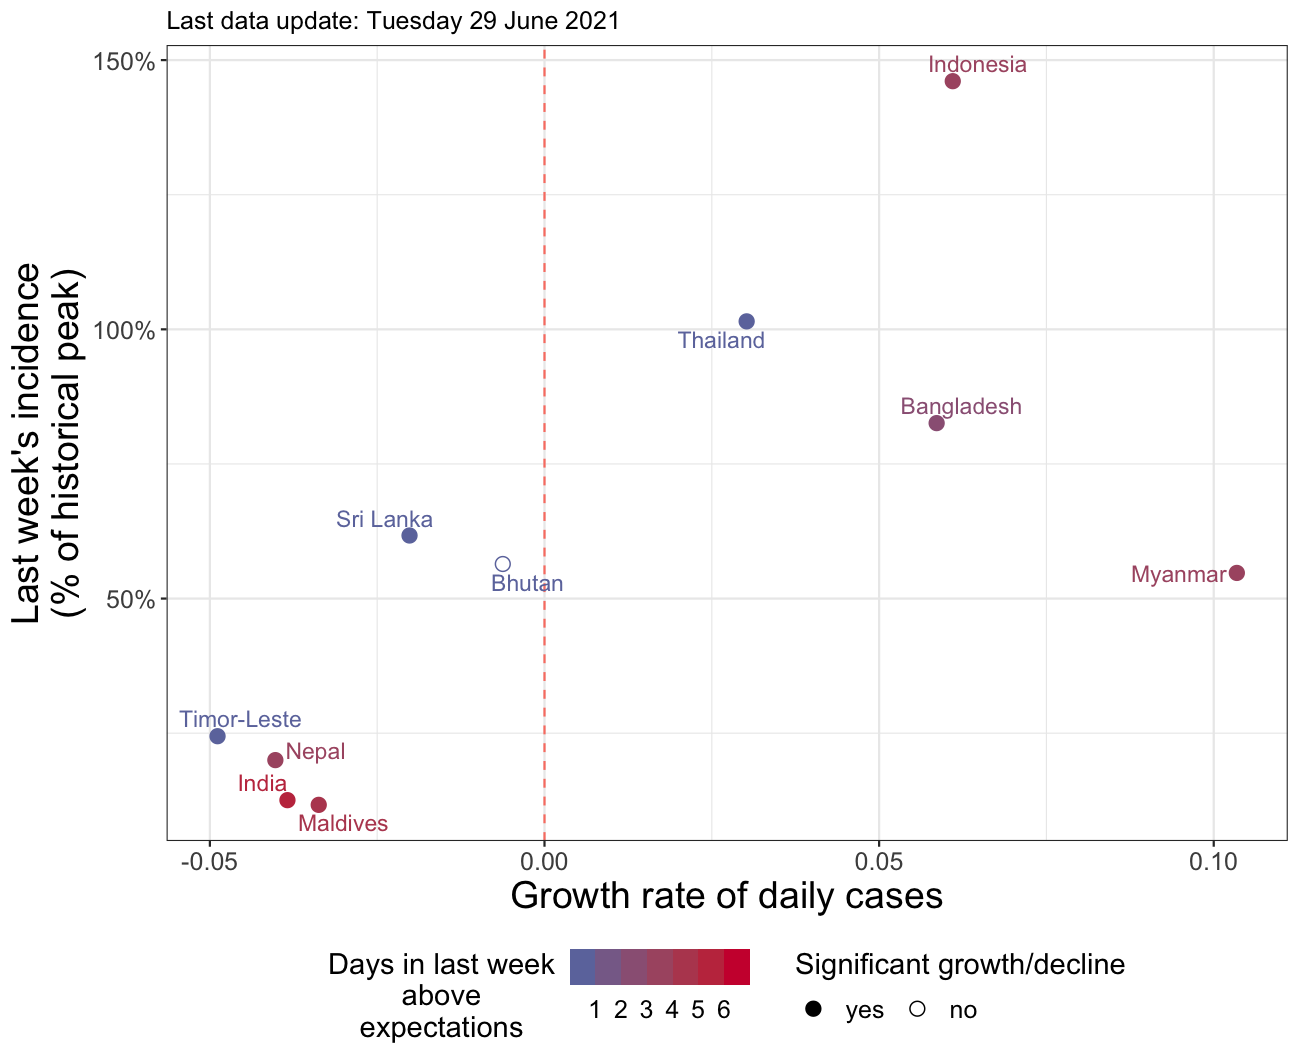 Last data update: Tuesday 29 June 2021
150%
Indonesia
100%
Thailand
Bangladesh
Sri Lanka
Bhutan
Myanmar
50%
Timor-Leste
Nepal
India
Maldives
Last week's incidence
(% of historical peak)
-0.05 0.00 0.05 0.10
Growth rate of daily cases
Days in last week
above
expectations
1 2 3 4 5 6
Significant growth/decline
yes no